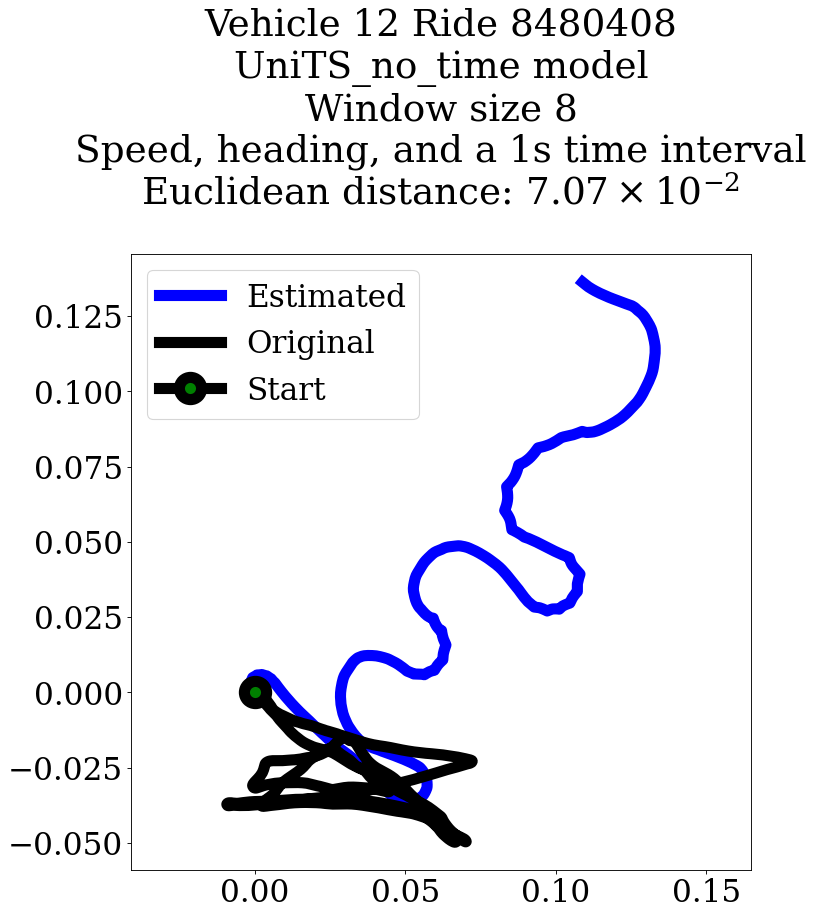 Vehicle 12 Ride 8480408
UniTS_no_time model
Window size 8
Speed, heading, and a 1s time interval
Euclidean distance: 7.07 × 10⁻²
Estimated
Original
Start
0.125
0.100
0.075
0.050
0.025
0.000
−0.025
−0.050
0.00 0.05 0.10 0.15